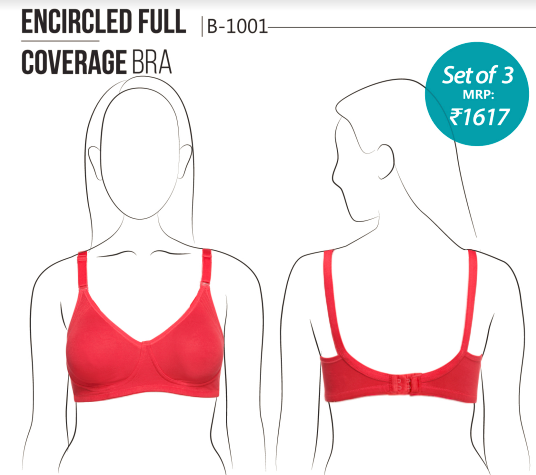 ENCIRCLED FULL |B-1001
COVERAGE BRA
Set of 3
MRP:
₹1617